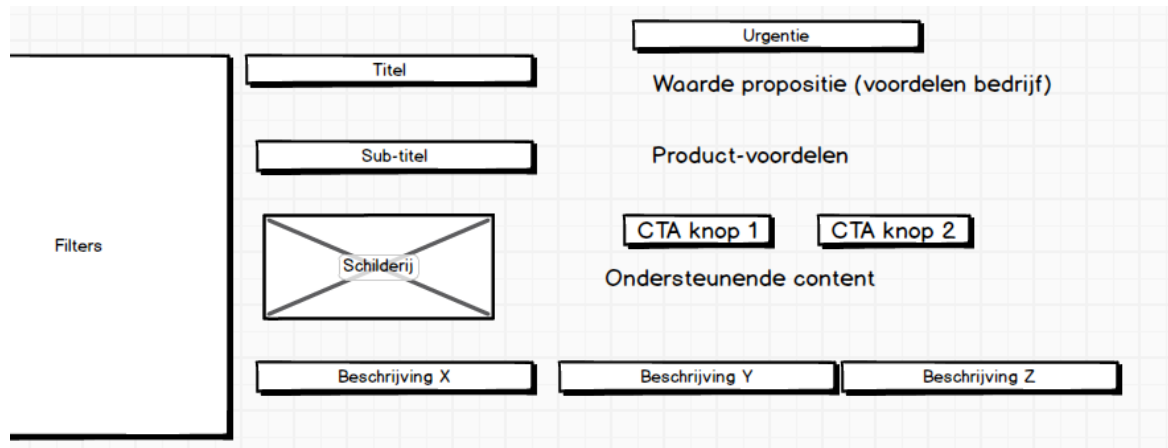 Urgentie
Titel
Waarde propositie (voordelen bedrijf)
Sub-titel
Product-voordelen
Filters
Schilderij
CTA knop 1
CTA knop 2
Ondersteunende content
Beschrijving X
Beschrijving Y
Beschrijving Z